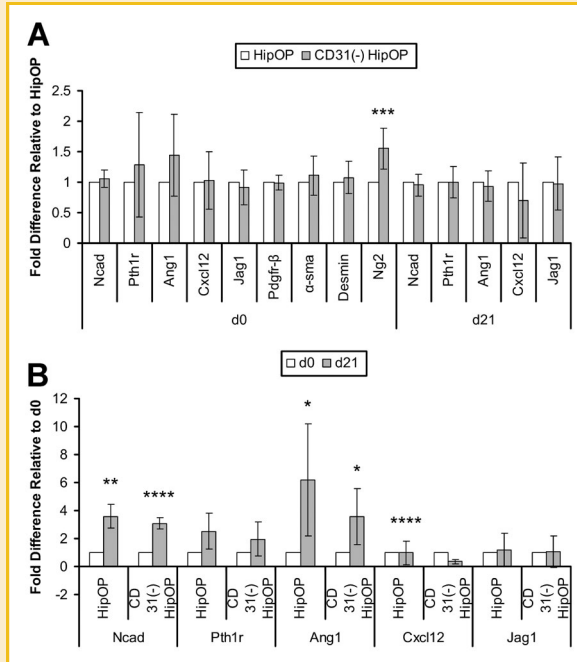 A
HipOP CD31(-) HipOP
Fold Difference Relative to HipOP
2.5
2
1.5
1
0.5
0
***
Ncad Pth1r Ang1 Cxcl12 Jag1 Pdgfr-β α-sma Desmin Ng2 Ncad Pth1r Ang1 Cxcl12 Jag1
d0 d21
B
d0 d21
Fold Difference Relative to d0
12
10
8
6
4
2
0
-2
** **** * * ****
HipOP CD 31(-) HipOP HipOP CD 31(-) HipOP HipOP CD 31(-) HipOP HipOP CD 31(-) HipOP HipOP CD 31(-) HipOP
Ncad Pth1r Ang1 Cxcl12 Jag1